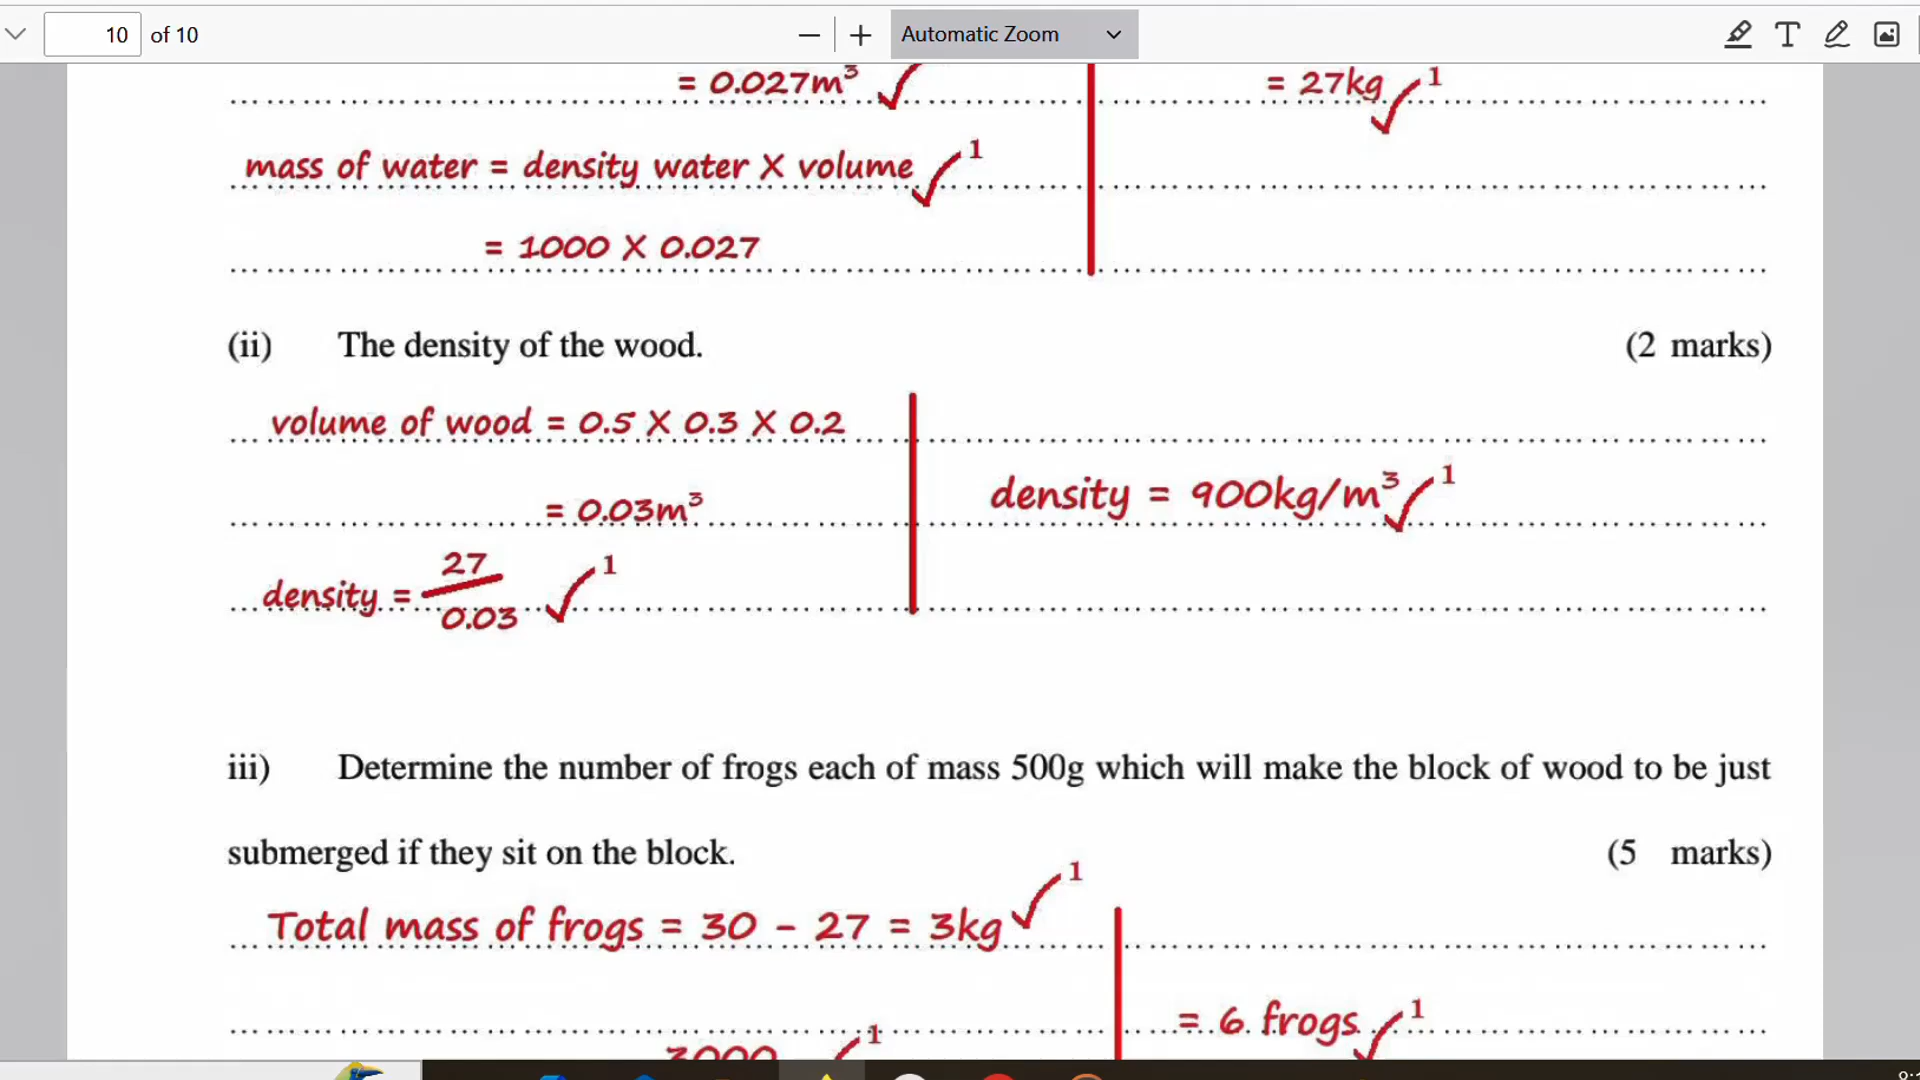 10 of 10 Automatic Zoom
= 0.027m³
mass of water = density water X volume 1
= 1000 X 0.027
= 27kg 1
(ii) The density of the wood. (2 marks)
volume of wood = 0.5 X 0.3 X 0.2
= 0.03m³
density = 27
0.03 1
density = 900kg/m³ 1
iii) Determine the number of frogs each of mass 500g which will make the block of wood to be just
submerged if they sit on the block. (5 marks)
Total mass of frogs = 30 - 27 = 3kg 1
3000 1
= 6 frogs 1